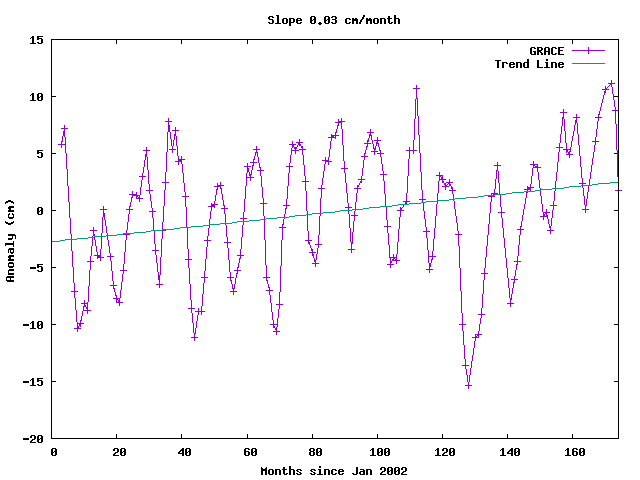 Slope 0.03 cm/month
GRACE
Trend Line
15
10
5
0
-5
-10
-15
-20
Anomaly (cm)
0 20 40 60 80 100 120 140 160
Months since Jan 2002